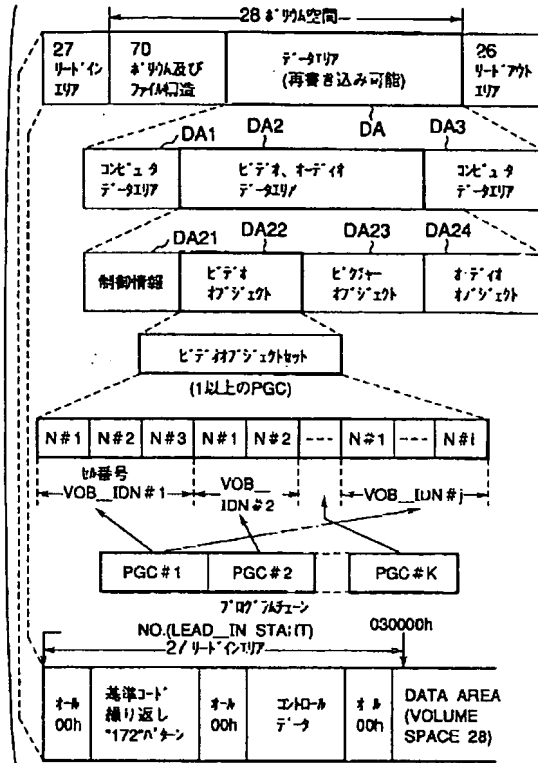 28 ボリウム空間
27
リードイン
エリア
70
ボリウム及び
ファイル構造
データエリア
(再書き込み可能)
26
リードアウト
エリア
DA1
DA2
DA
DA3
コンピュータ
データエリア
ビデオ、オーディオ
データエリア
コンピュータ
データエリア
DA21
DA22
DA23
DA24
制御情報
ビデオ
オブジェクト
ピクチャー
オブジェクト
オーディオ
オブジェクト
ビデオオブジェクトセット
(1以上のPGC)
N#1 N#2 N#3 N#1 N#2 --- N#1 --- N#i
セル番号
VOB_IDN#1
VOB_
IDN#2
VOB_IDN#j
PGC#1 PGC#2 PGC#K
プログラムチェーン
NO.(LEAD_IN START) 030000h
27 リードインエリア
オール
00h
基準コード
繰り返し
"172"パターン
オール
00h
コントロール
データ
オール
00h
DATA AREA
(VOLUME
SPACE 28)